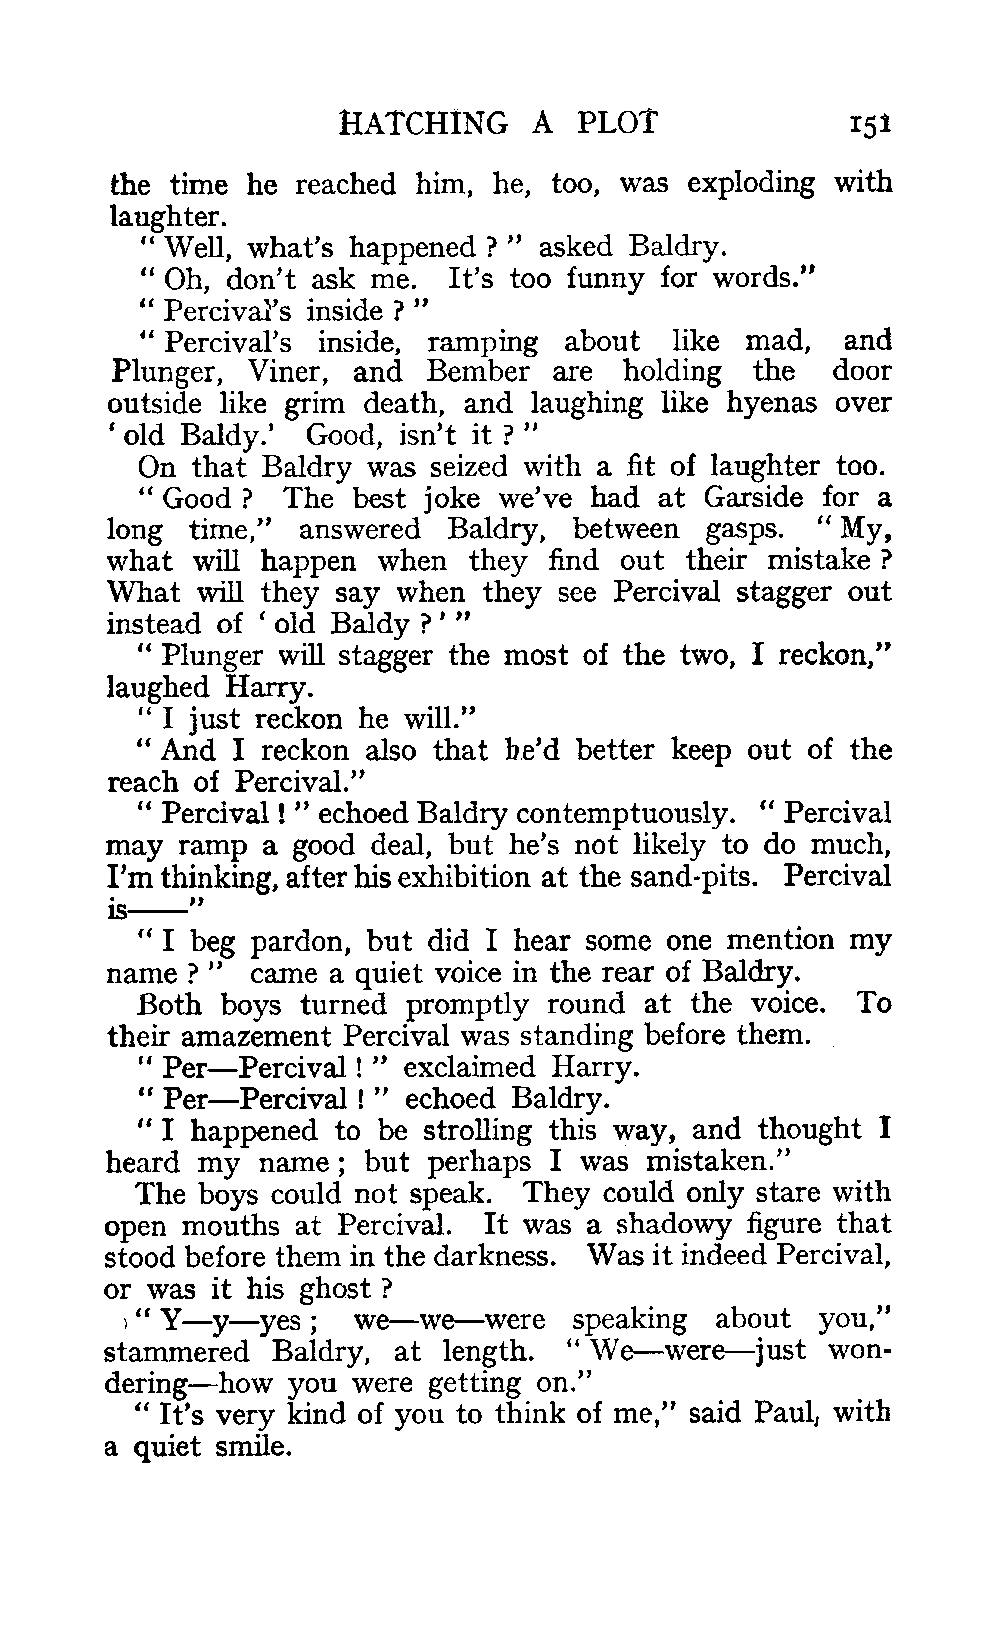 HATCHING A PLOT 151
the time he reached him, he, too, was exploding with
laughter.
" Well, what's happened ? " asked Baldry.
" Oh, don't ask me. It's too funny for words."
" Percival's inside ? "
" Percival's inside, ramping about like mad, and
Plunger, Viner, and Bember are holding the door
outside like grim death, and laughing like hyenas over
' old Baldy.' Good, isn't it ? "
On that Baldry was seized with a fit of laughter too.
" Good ? The best joke we've had at Garside for a
long time," answered Baldry, between gasps. " My,
what will happen when they find out their mistake ?
What will they say when they see Percival stagger out
instead of ' old Baldy ? ' "
" Plunger will stagger the most of the two, I reckon,"
laughed Harry.
" I just reckon he will."
" And I reckon also that he'd better keep out of the
reach of Percival."
" Percival ! " echoed Baldry contemptuously. " Percival
may ramp a good deal, but he's not likely to do much,
I'm thinking, after his exhibition at the sand-pits. Percival
is——"
" I beg pardon, but did I hear some one mention my
name ? " came a quiet voice in the rear of Baldry.
Both boys turned promptly round at the voice. To
their amazement Percival was standing before them.
" Per—Percival ! " exclaimed Harry.
" Per—Percival ! " echoed Baldry.
" I happened to be strolling this way, and thought I
heard my name ; but perhaps I was mistaken."
The boys could not speak. They could only stare with
open mouths at Percival. It was a shadowy figure that
stood before them in the darkness. Was it indeed Percival,
or was it his ghost ?
" Y—y—yes ; we—we—were speaking about you,"
stammered Baldry, at length. " We—were—just won-
dering—how you were getting on."
" It's very kind of you to think of me," said Paul, with
a quiet smile.